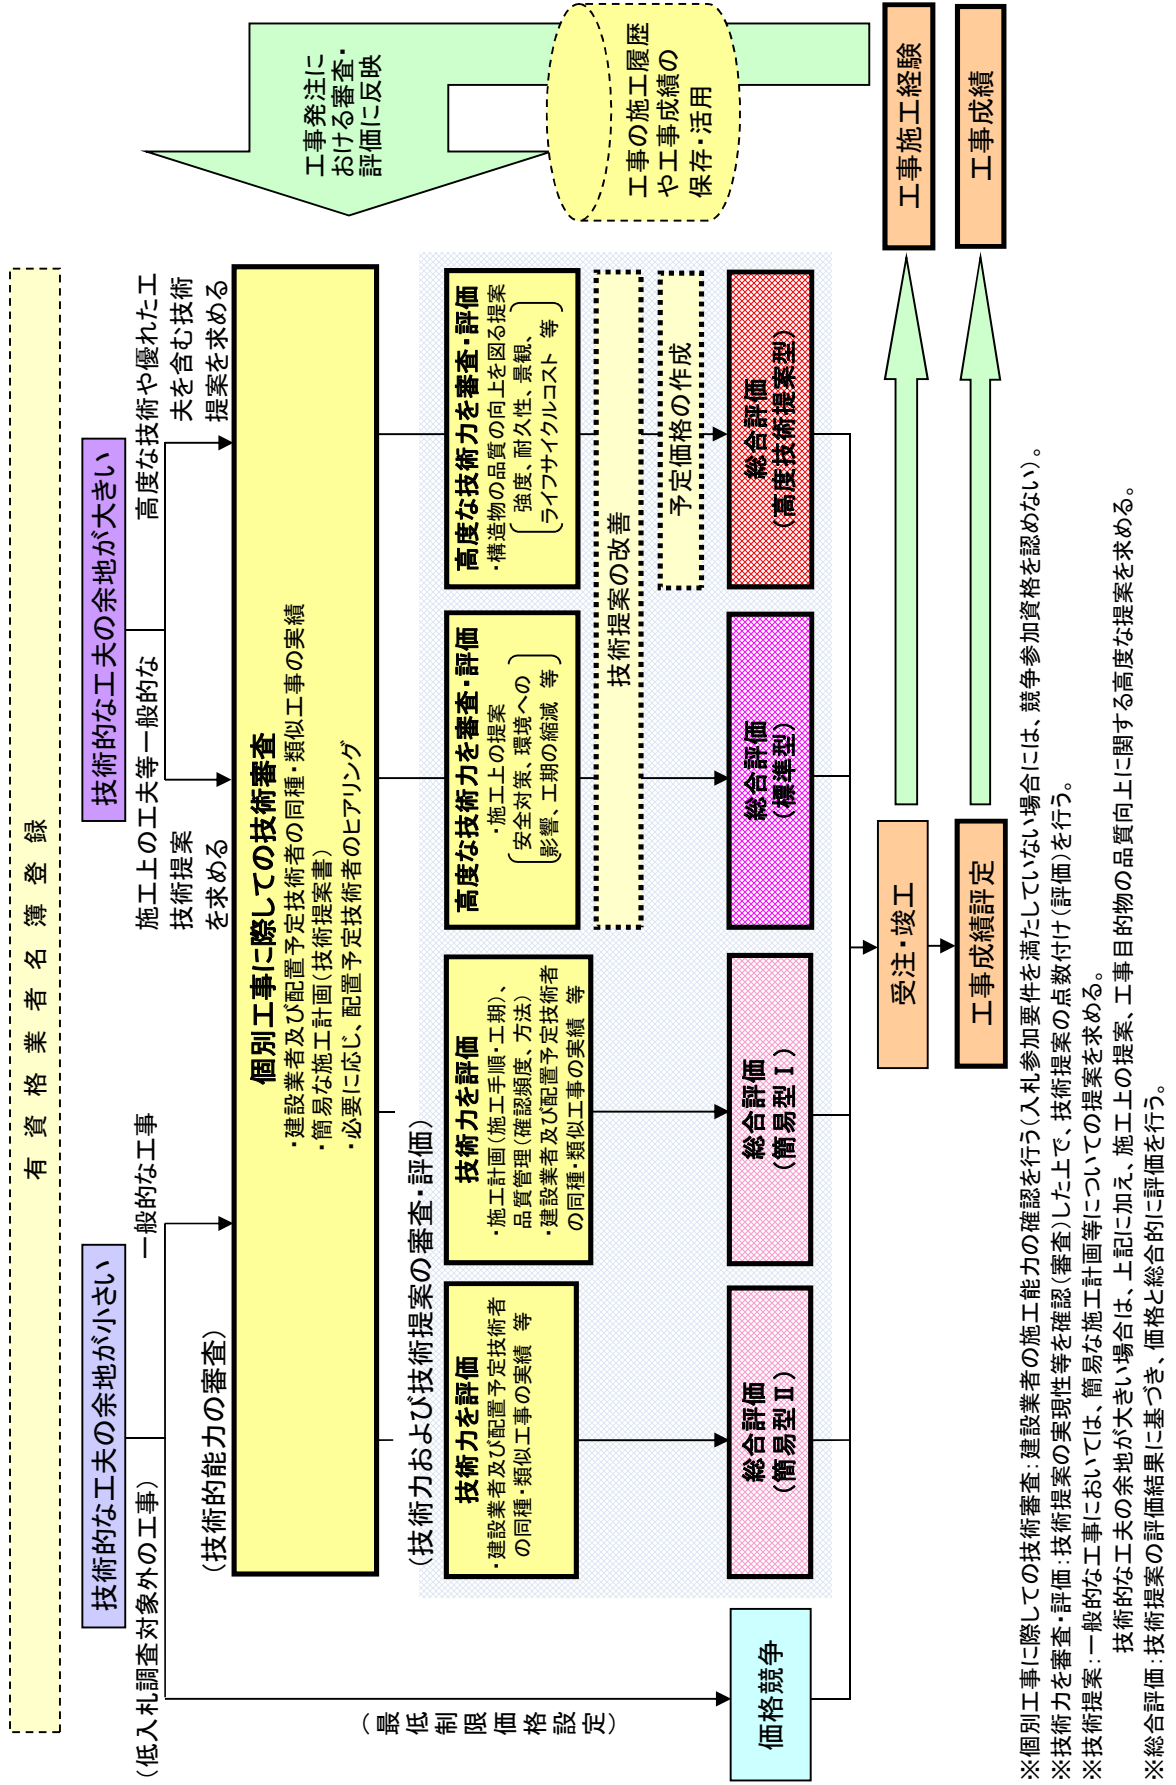 有資格業者名簿登録
技術的な工夫の余地が小さい
技術的な工夫の余地が大きい
(低入札調査対象外の工事)
一般的な工事
施工上の工夫等一般的な
技術提案
を求める
高度な技術や優れた工
夫を含む技術
提案を求める
(技術的能力の審査)
個別工事に際しての技術審査
・建設業者及び配置予定技術者の同種・類似工事の実績
・簡易な施工計画(技術提案書)
・必要に応じ、配置予定技術者のヒアリング
(最低制限価格設定)
(技術力および技術提案の審査・評価)
技術力を評価
・建設業者及び配置予定技術者
の同種・類似工事の実績 等
技術力を評価
・施工計画(施工手順・工期)、
品質管理(確認頻度、方法)
・建設業者及び配置予定技術者
の同種・類似工事の実績 等
高度な技術力を審査・評価
・施工上の提案
安全対策、環境への
影響、工期の縮減 等
高度な技術力を審査・評価
・構造物の品質の向上を図る提案
強度、耐久性、景観、
ライフサイクルコスト 等
技術提案の改善
予定価格の作成
価格競争
総合評価
(簡易型Ⅱ)
総合評価
(簡易型Ⅰ)
総合評価
(標準型)
総合評価
(高度技術提案型)
受注・竣工
工事成績評定
工事施工経験
工事成績
工事の施工履歴
や工事成績の
保存・活用
工事発注に
おける審査・
評価に反映
※個別工事に際しての技術審査:建設業者の施工能力の確認を行う(入札参加要件を満たしていない場合には、競争参加資格を認めない)。
※技術力を審査・評価:技術提案の実現性等を確認(審査)した上で、技術提案の点数付け(評価)を行う。
※技術提案:一般的な工事においては、簡易な施工計画等についての提案を求める。
技術的な工夫の余地が大きい場合は、上記に加え、施工上の提案、工事目的物の品質向上に関する高度な提案を求める。
※総合評価:技術提案の評価結果に基づき、価格と総合的に評価を行う。